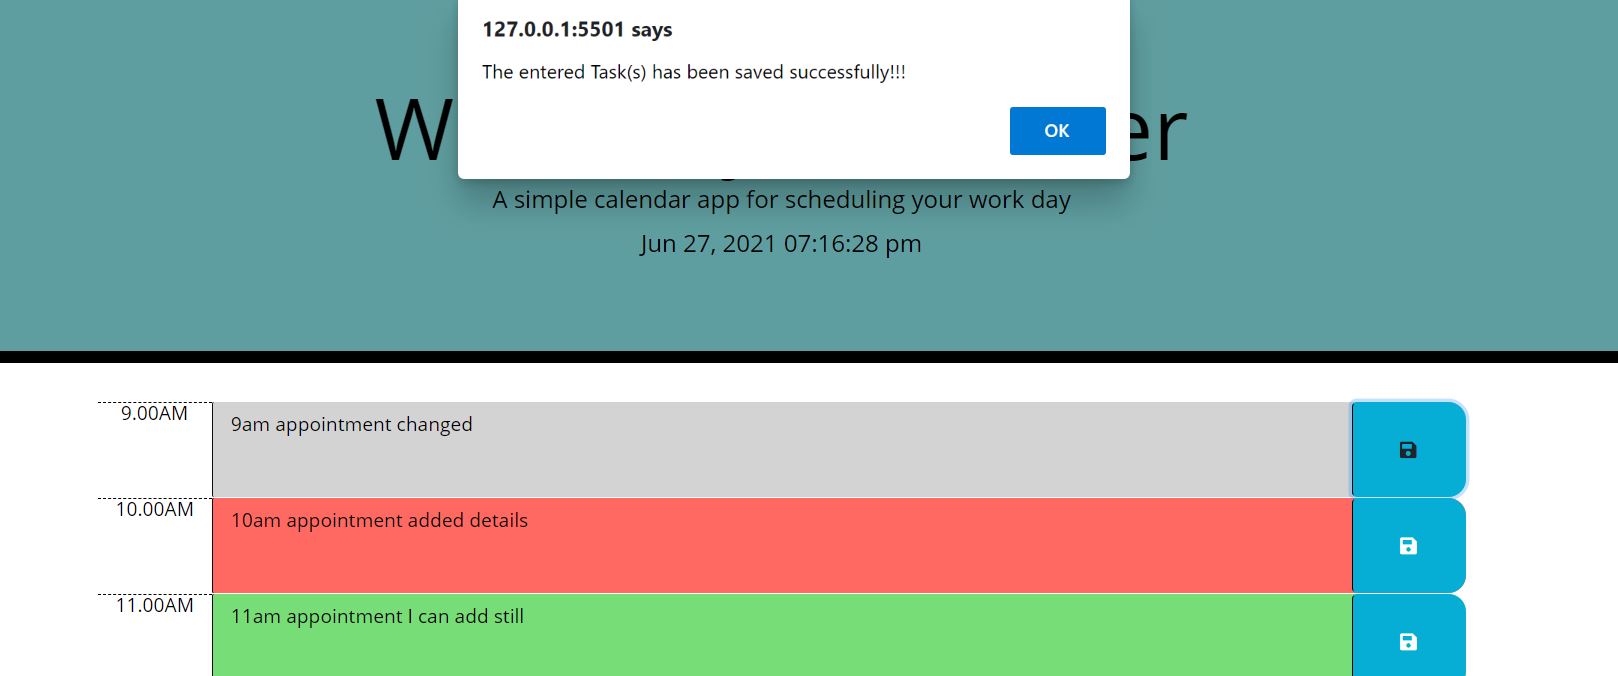 127.0.0.1:5501 says
The entered Task(s) has been saved successfully!!!
OK
A simple calendar app for scheduling your work day
Jun 27, 2021 07:16:28 pm
9.00AM
9am appointment changed
10.00AM
10am appointment added details
11.00AM
11am appointment I can add still